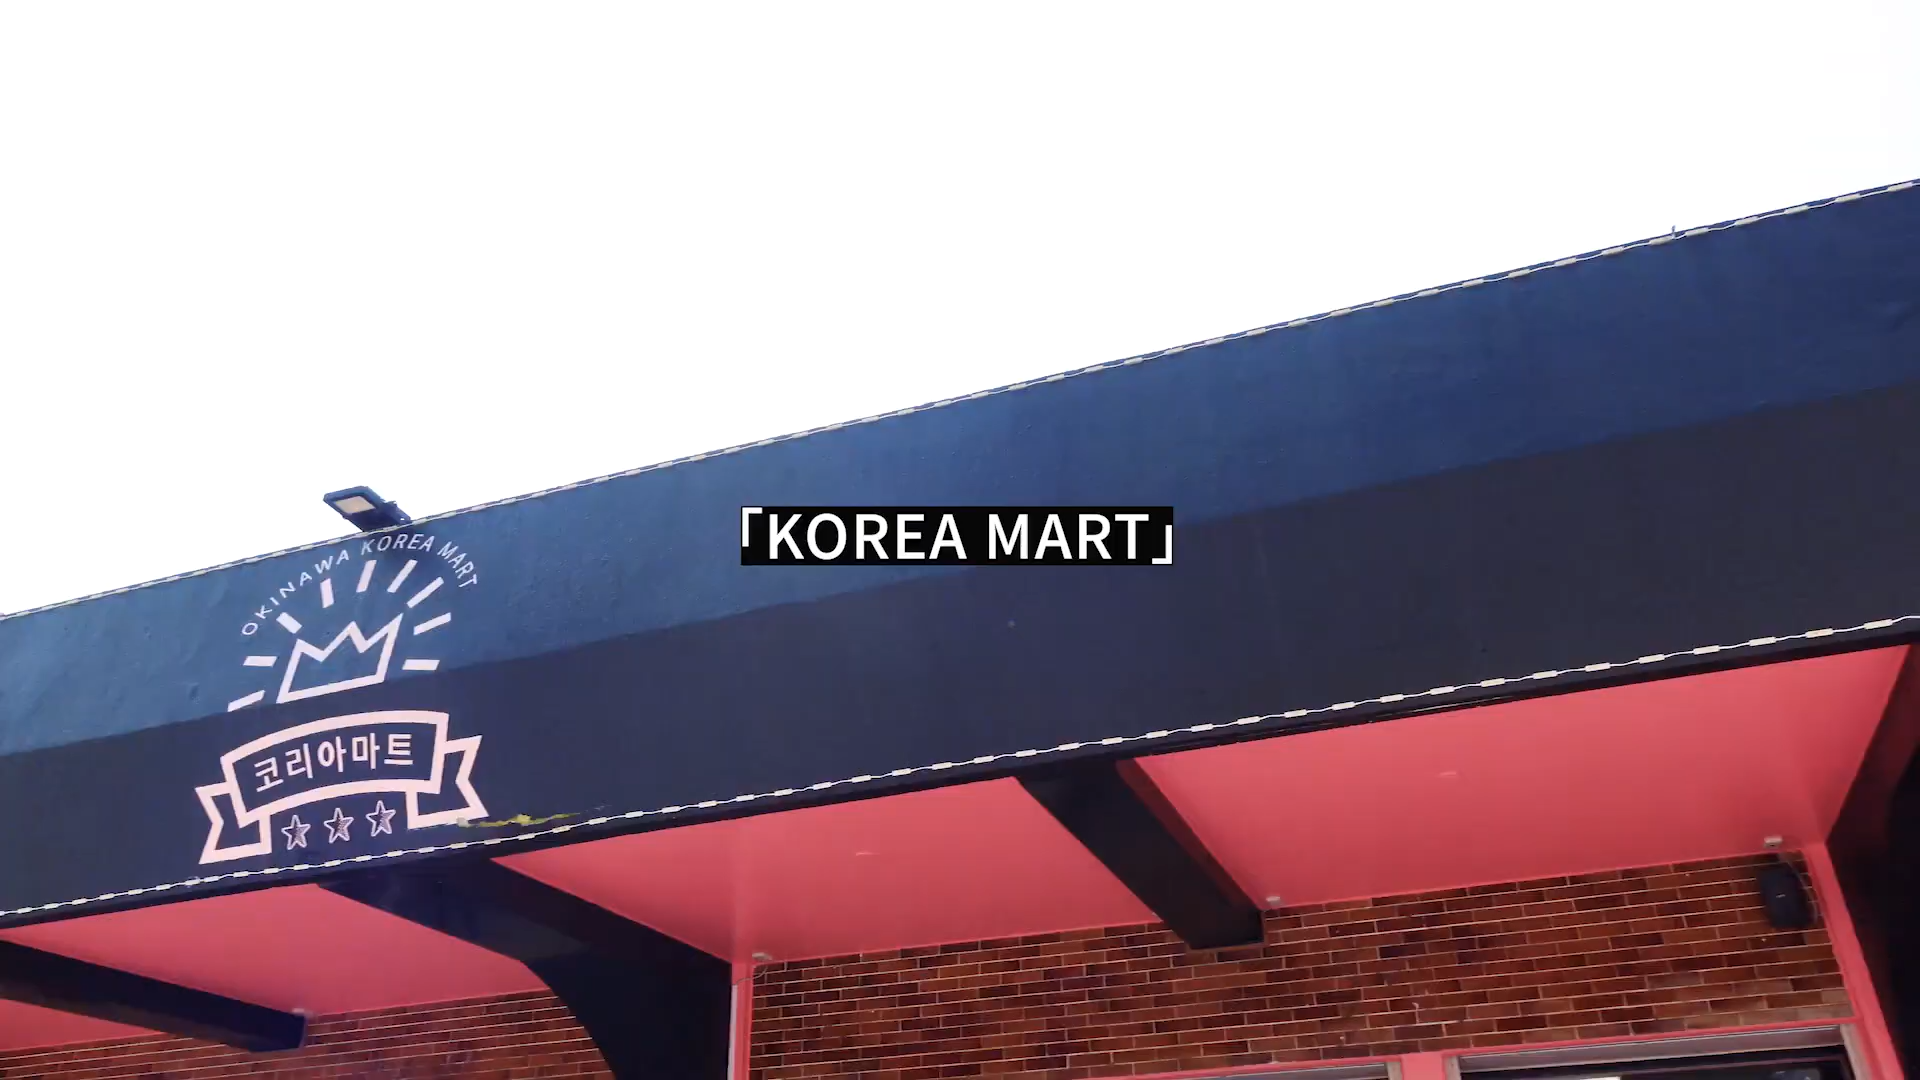 「KOREA MART」
OKINAWA KOREA MART
코리아마트